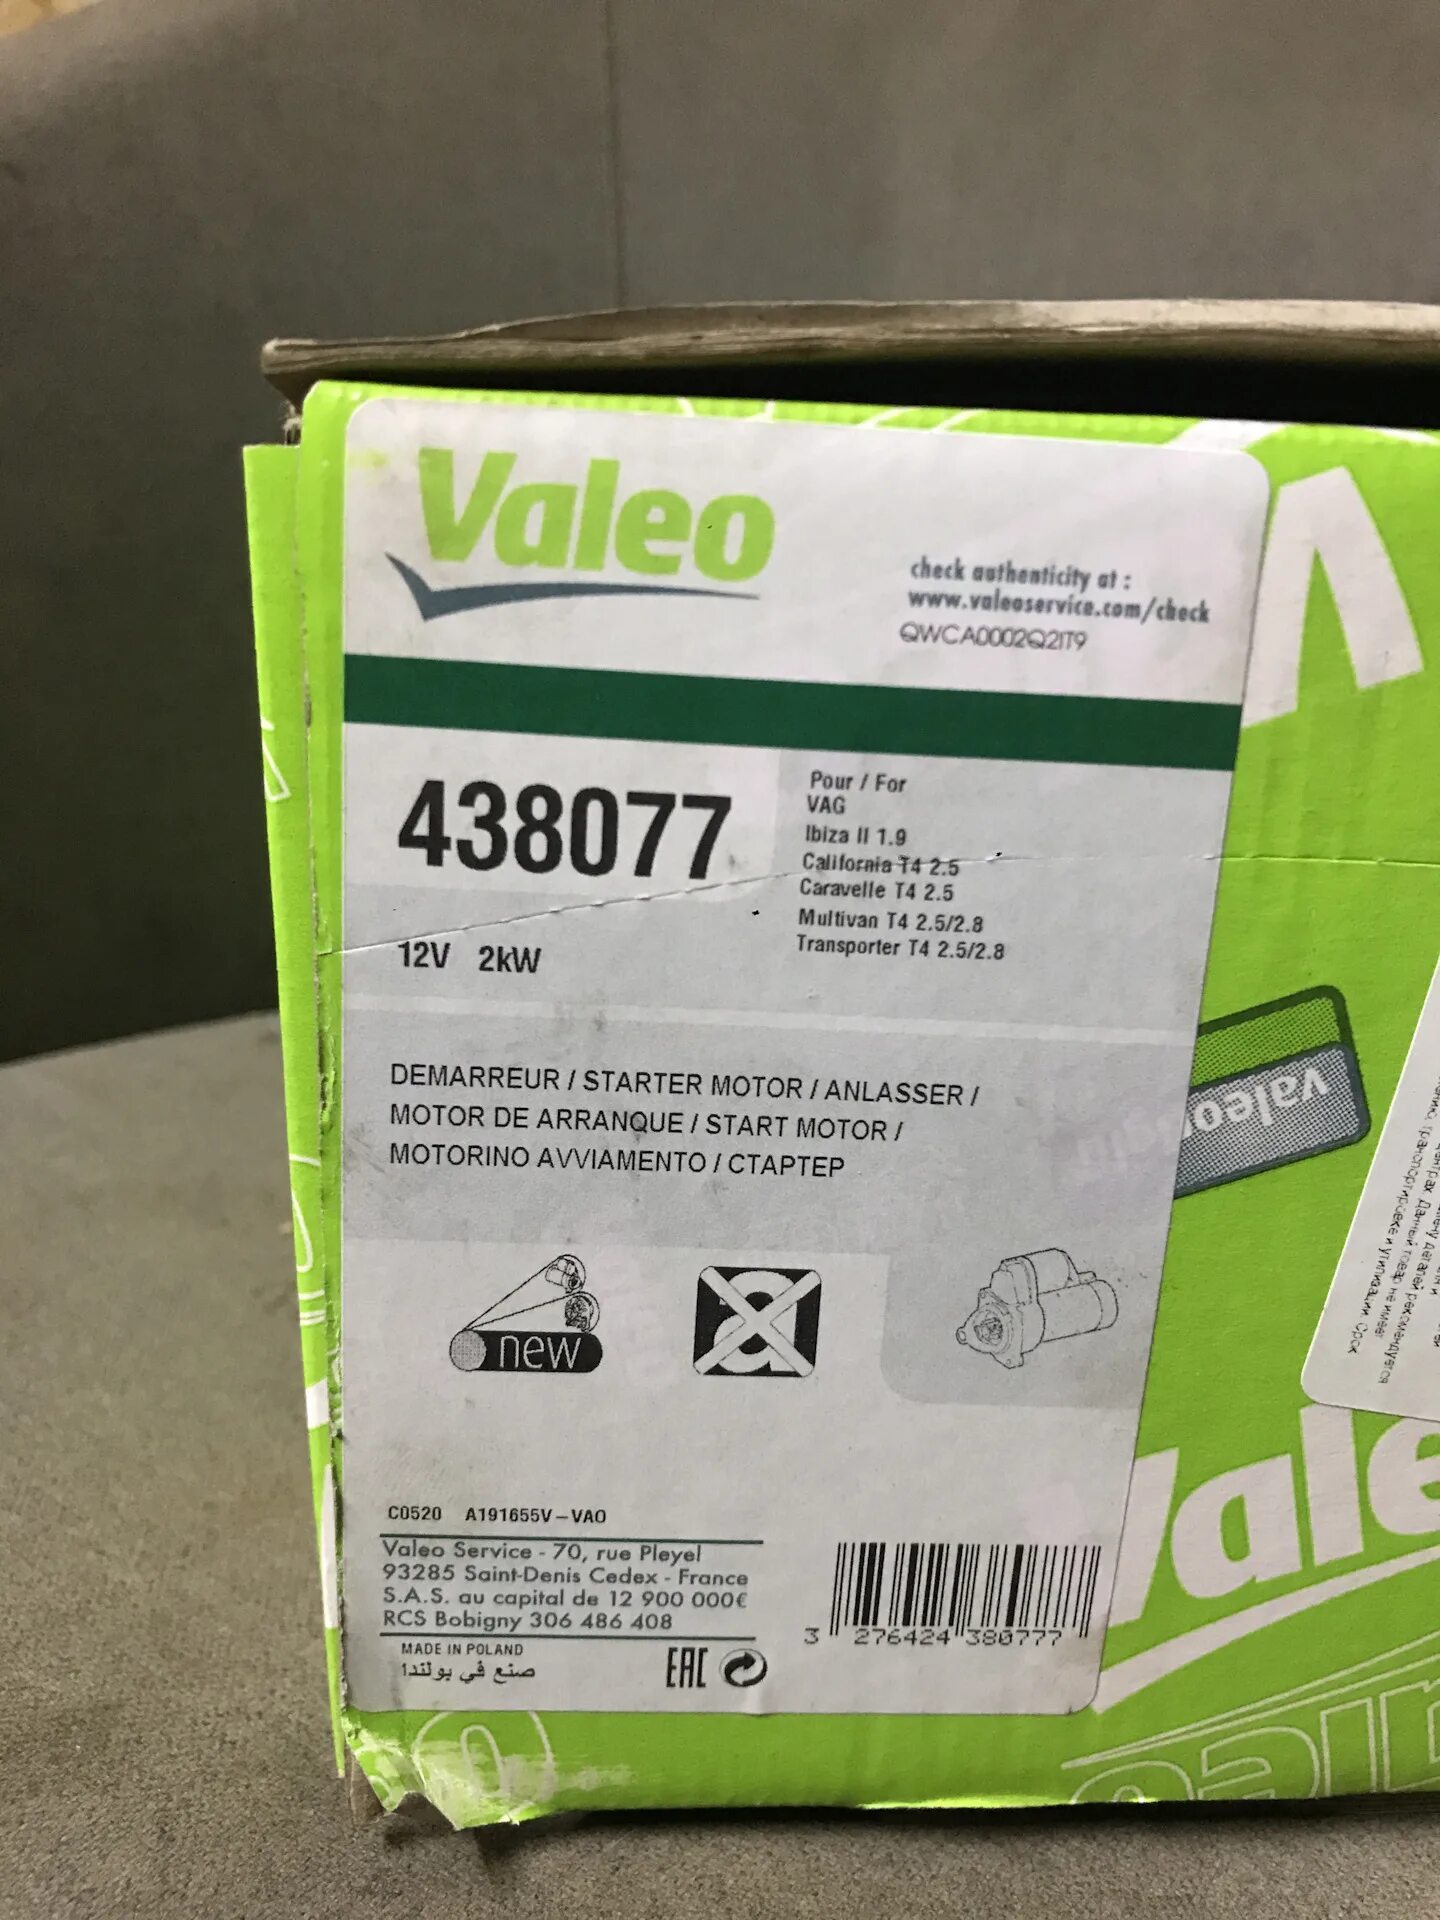 Valeo
check authenticity at :
www.valeoservice.com/check
QWCA0002Q2IT9
438077
12V 2kW
Pour / For
VAG
Ibiza II 1.9
California T4 2.5
Caravelle T4 2.5
Multivan T4 2.5/2.8
Transporter T4 2.5/2.8
DEMARREUR / STARTER MOTOR / ANLASSER /
MOTOR DE ARRANQUE / START MOTOR /
MOTORINO AVVIAMENTO / СТАРТЕР
new
a
C0520 A191655V-VAO
Valeo Service - 70, rue Pleyel
93285 Saint-Denis Cedex - France
S.A.S. au capital de 12 900 000€
RCS Bobigny 306 486 408
MADE IN POLAND
صنع في بولندا
EAC
3 276424 380777
valeo
Vale